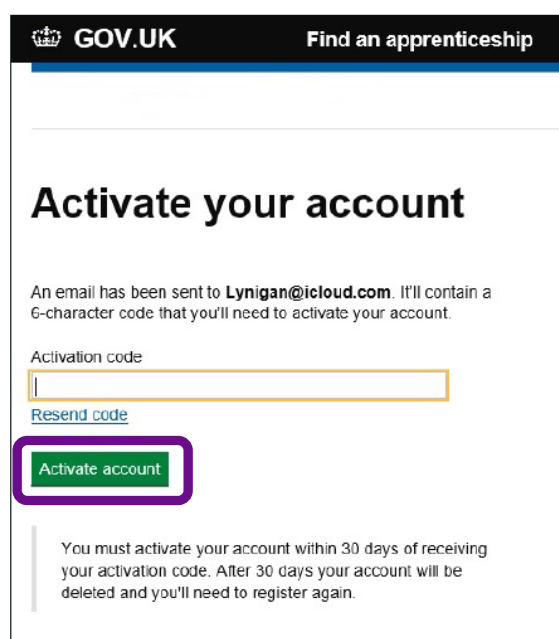 GOV.UK Find an apprenticeship
Activate your account
An email has been sent to Lynigan@icloud.com. It'll contain a
6-character code that you'll need to activate your account.
Activation code
Resend code
Activate account
You must activate your account within 30 days of receiving
your activation code. After 30 days your account will be
deleted and you'll need to register again.